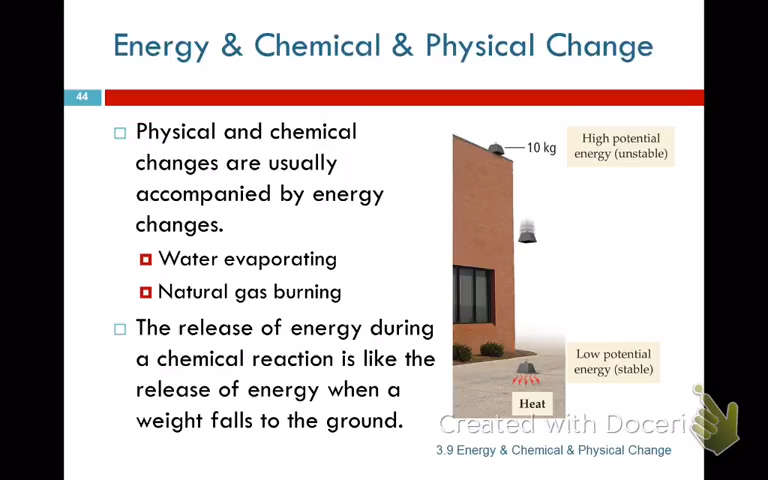 Energy & Chemical & Physical Change
44
Physical and chemical
changes are usually
accompanied by energy
changes.
Water evaporating
Natural gas burning
The release of energy during
a chemical reaction is like the
release of energy when a
weight falls to the ground.
10 kg
High potential
energy (unstable)
Low potential
energy (stable)
Heat
Created with Doceri
3.9 Energy & Chemical & Physical Change